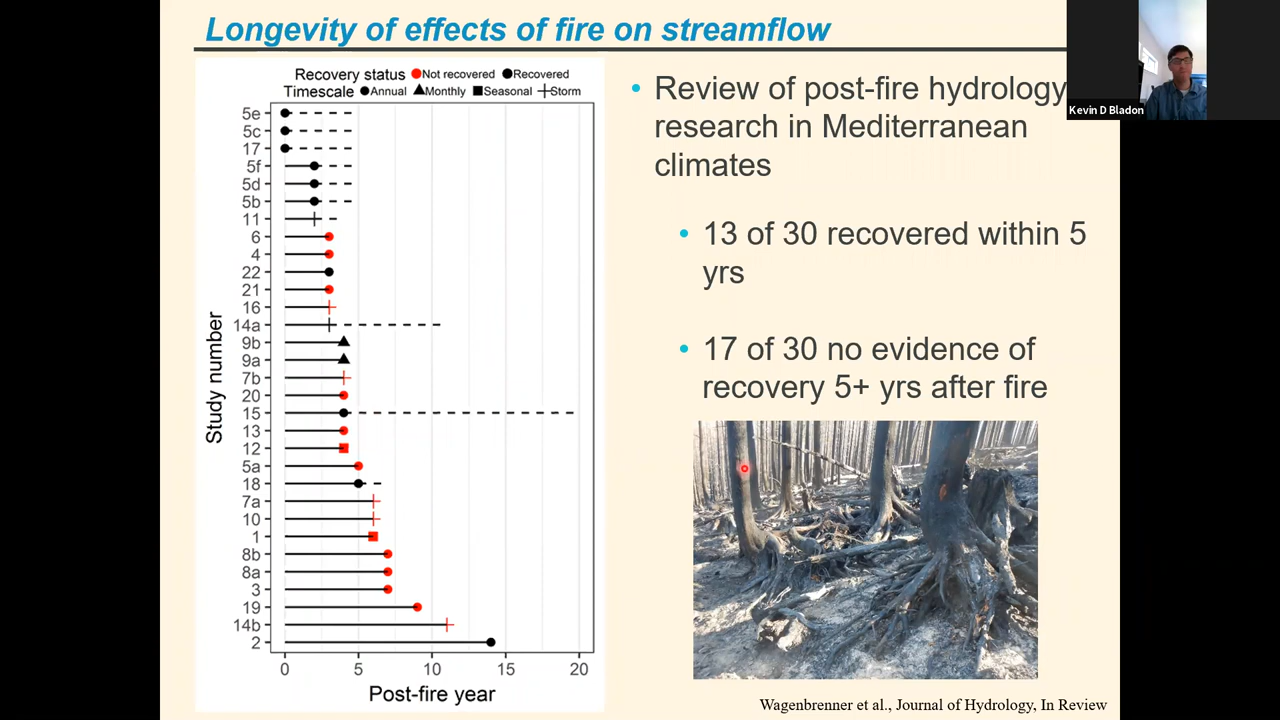 Longevity of effects of fire on streamflow
Recovery status Not recovered Recovered
Timescale Annual Monthly Seasonal Storm
5e
5c
17
5f
5d
5b
11
6
4
22
21
16
14a
9b
9a
7b
20
15
13
12
5a
18
7a
10
1
8b
8a
3
19
14b
2
Study number
0 5 10 15 20
Post-fire year
• Review of post-fire hydrology
research in Mediterranean
climates
• 13 of 30 recovered within 5
yrs
• 17 of 30 no evidence of
recovery 5+ yrs after fire
Wagenbrenner et al., Journal of Hydrology, In Review
Kevin D Bladon